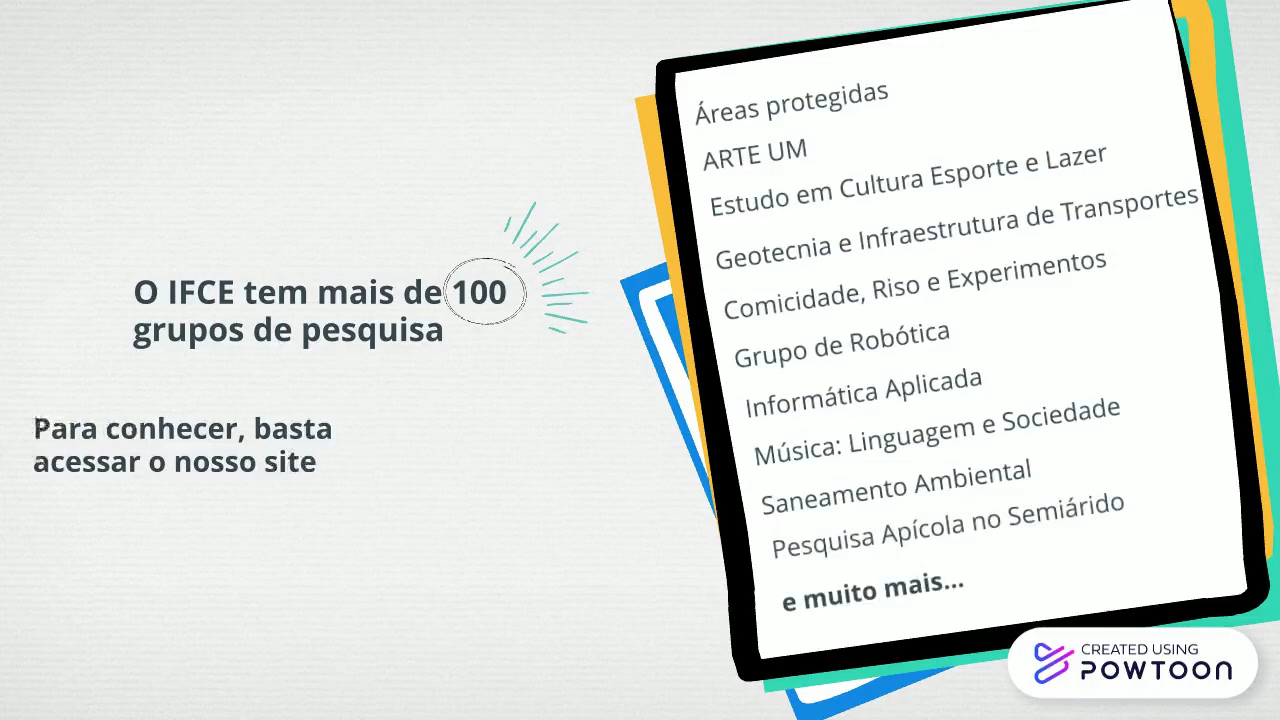 O IFCE tem mais de 100
grupos de pesquisa
Para conhecer, basta
acessar o nosso site
Áreas protegidas
ARTE UM
Estudo em Cultura Esporte e Lazer
Geotecnia e Infraestrutura de Transportes
Comicidade, Riso e Experimentos
Grupo de Robótica
Informática Aplicada
Música: Linguagem e Sociedade
Saneamento Ambiental
Pesquisa Apícola no Semiárido
e muito mais...
CREATED USING
POWTOON